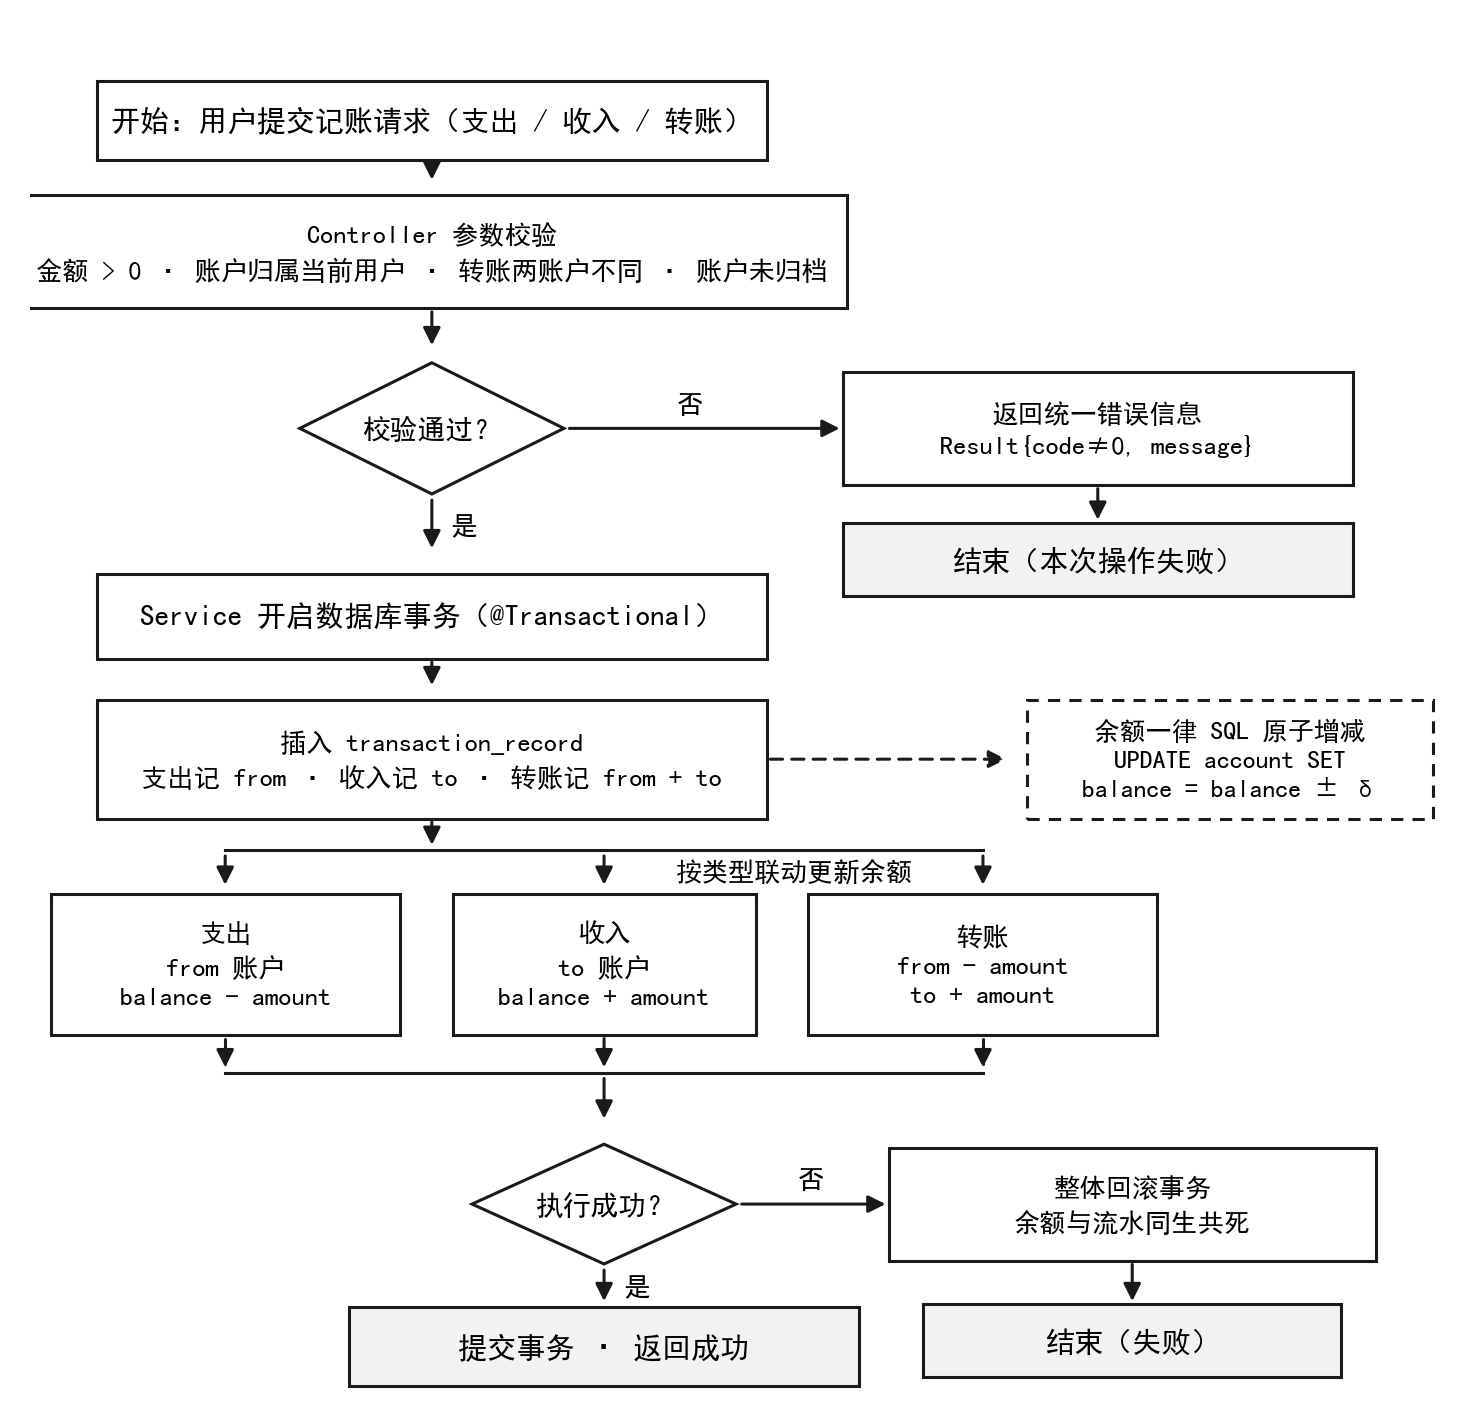 开始：用户提交记账请求（支出 / 收入 / 转账）
Controller 参数校验
金额 > 0 · 账户归属当前用户 · 转账两账户不同 · 账户未归档
校验通过？
否
返回统一错误信息
Result{code≠0, message}
是
结束（本次操作失败）
Service 开启数据库事务（@Transactional）
插入 transaction_record
支出记 from · 收入记 to · 转账记 from + to
余额一律 SQL 原子增减
UPDATE account SET
balance = balance ± δ
按类型联动更新余额
支出
from 账户
balance − amount
收入
to 账户
balance + amount
转账
from − amount
to + amount
执行成功？
否
整体回滚事务
余额与流水同生共死
是
提交事务 · 返回成功
结束（失败）